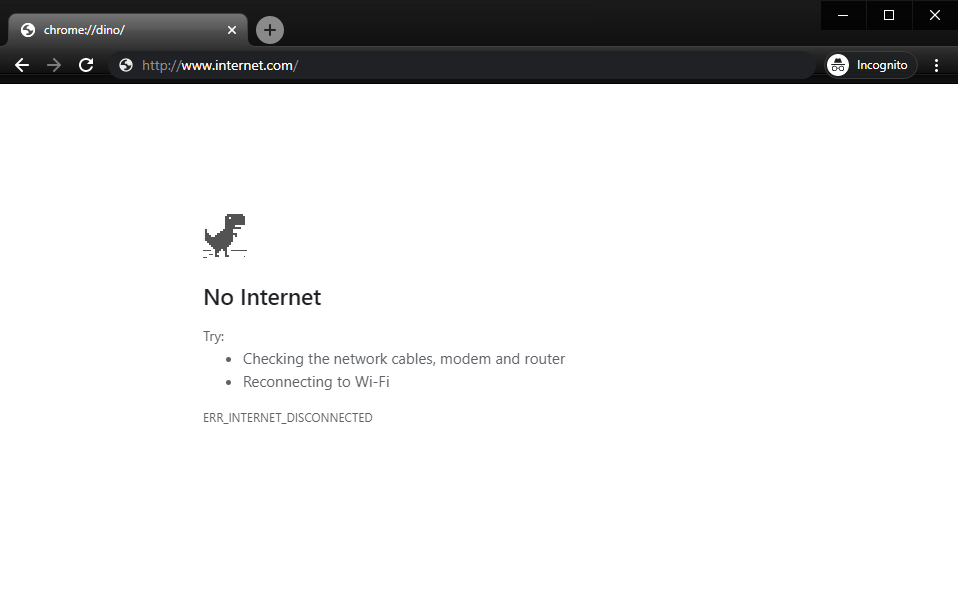 chrome://dino/
http://www.internet.com/
Incognito
No Internet
Try:
Checking the network cables, modem and router
Reconnecting to Wi-Fi
ERR_INTERNET_DISCONNECTED